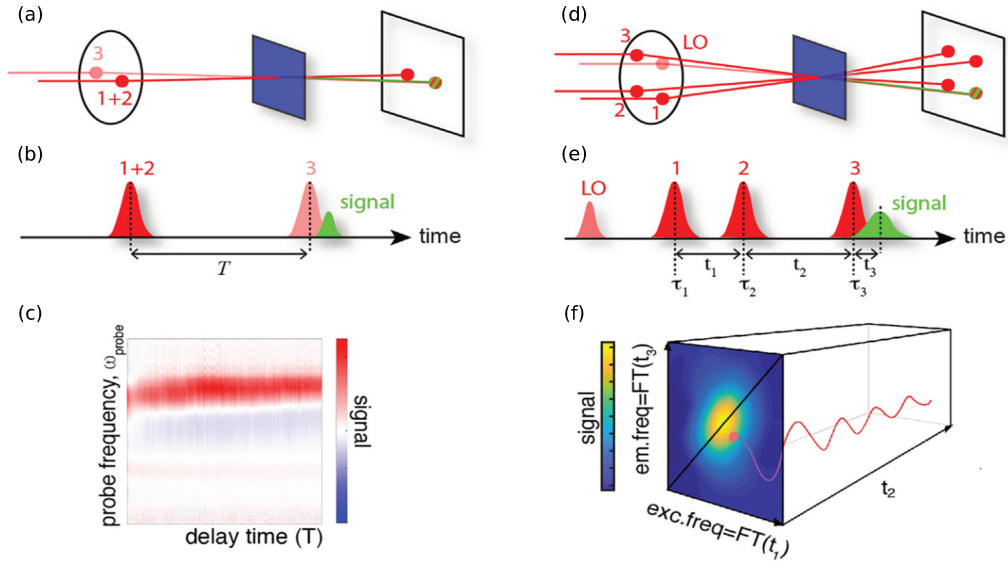 (a)
3
1+2
(b)
1+2
3
signal
time
T
(c)
probe frequency, ω_probe
signal
delay time (T)
(d)
3
LO
2
1
(e)
LO
1
2
3
signal
time
t₁
t₂
t₃
τ₁
τ₂
τ₃
(f)
signal
em.freq=FT(t₃)
exc.freq=FT(t₁)
t₂